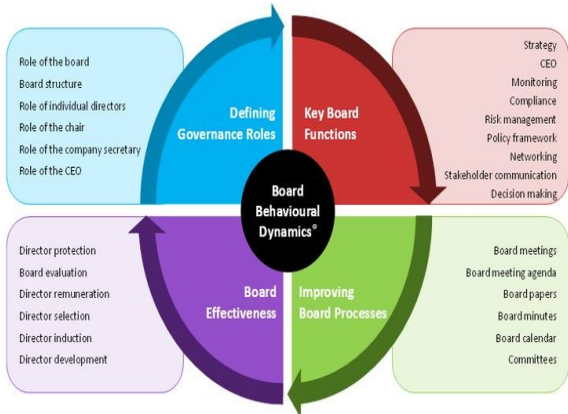 Role of the board
Board structure
Role of individual directors
Role of the chair
Role of the company secretary
Role of the CEO
Defining
Governance Roles
Key Board
Functions
Strategy
CEO
Monitoring
Compliance
Risk management
Policy framework
Networking
Stakeholder communication
Decision making
Board
Behavioural
Dynamics®
Director protection
Board evaluation
Director remuneration
Director selection
Director induction
Director development
Board
Effectiveness
Improving
Board Processes
Board meetings
Board meeting agenda
Board papers
Board minutes
Board calendar
Committees